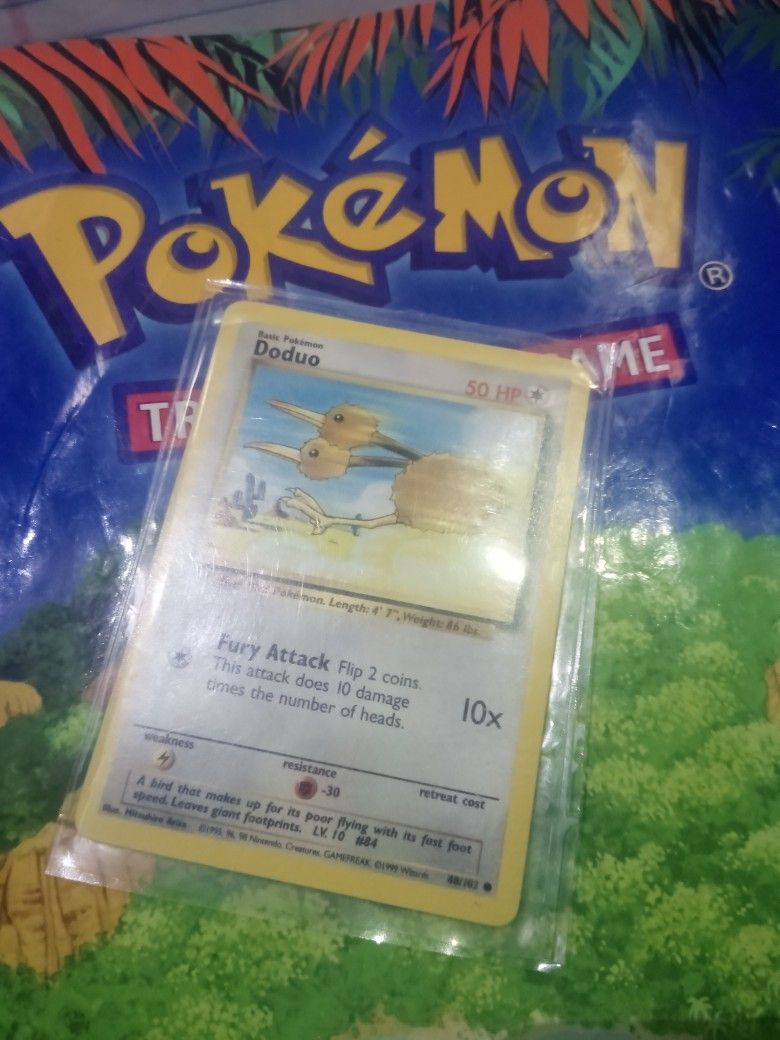 POKéMON
®
TR AME
Basic Pokémon
Doduo
50 HP
Pokémon. Length: 4' 7", Weight: 86 lbs.
Fury Attack Flip 2 coins.
This attack does 10 damage
times the number of heads.
10x
weakness
resistance
retreat cost
-30
A bird that makes up for its poor flying with its fast foot
speed. Leaves giant footprints. LV. 10 #84
Illus. Mitsuhiro Arita ©1995, 96, 98 Nintendo, Creatures, GAMEFREAK. ©1999 Wizards. 48/102